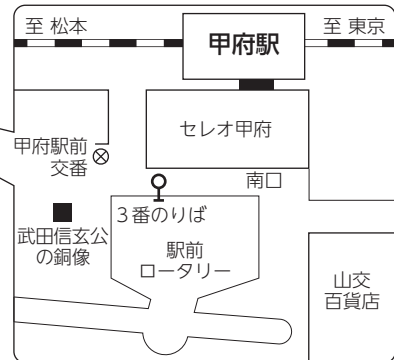 至 松本
甲府駅
至 東京
セレオ甲府
甲府駅前
交番
南口
3番のりば
武田信玄公
の銅像
駅前
ロータリー
山交
百貨店